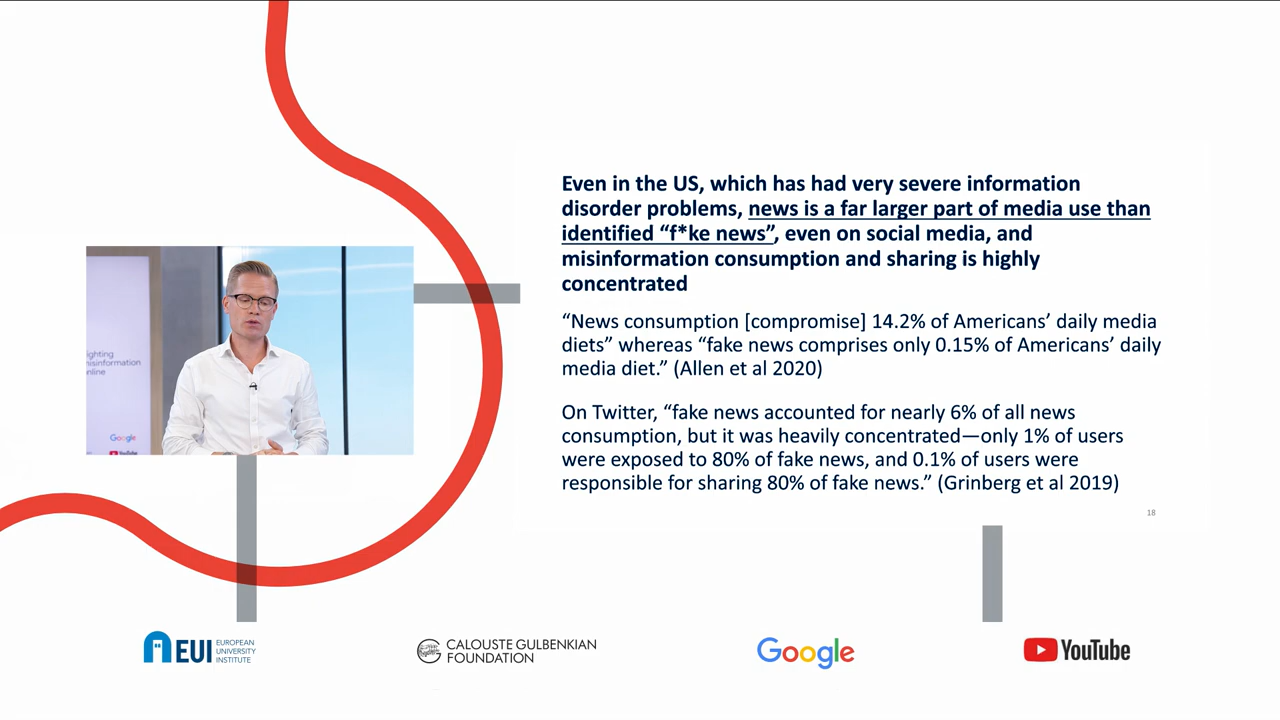 Even in the US, which has had very severe information
disorder problems, news is a far larger part of media use than
identified “f*ke news”, even on social media, and
misinformation consumption and sharing is highly
concentrated
“News consumption [compromise] 14.2% of Americans’ daily media
diets” whereas “fake news comprises only 0.15% of Americans’ daily
media diet.” (Allen et al 2020)
On Twitter, “fake news accounted for nearly 6% of all news
consumption, but it was heavily concentrated—only 1% of users
were exposed to 80% of fake news, and 0.1% of users were
responsible for sharing 80% of fake news.” (Grinberg et al 2019)
18
ighting
nisinformation
online
Google
YouTube
EUI
EUROPEAN
UNIVERSITY
INSTITUTE
CALOUSTE GULBENKIAN
FOUNDATION
Google
YouTube